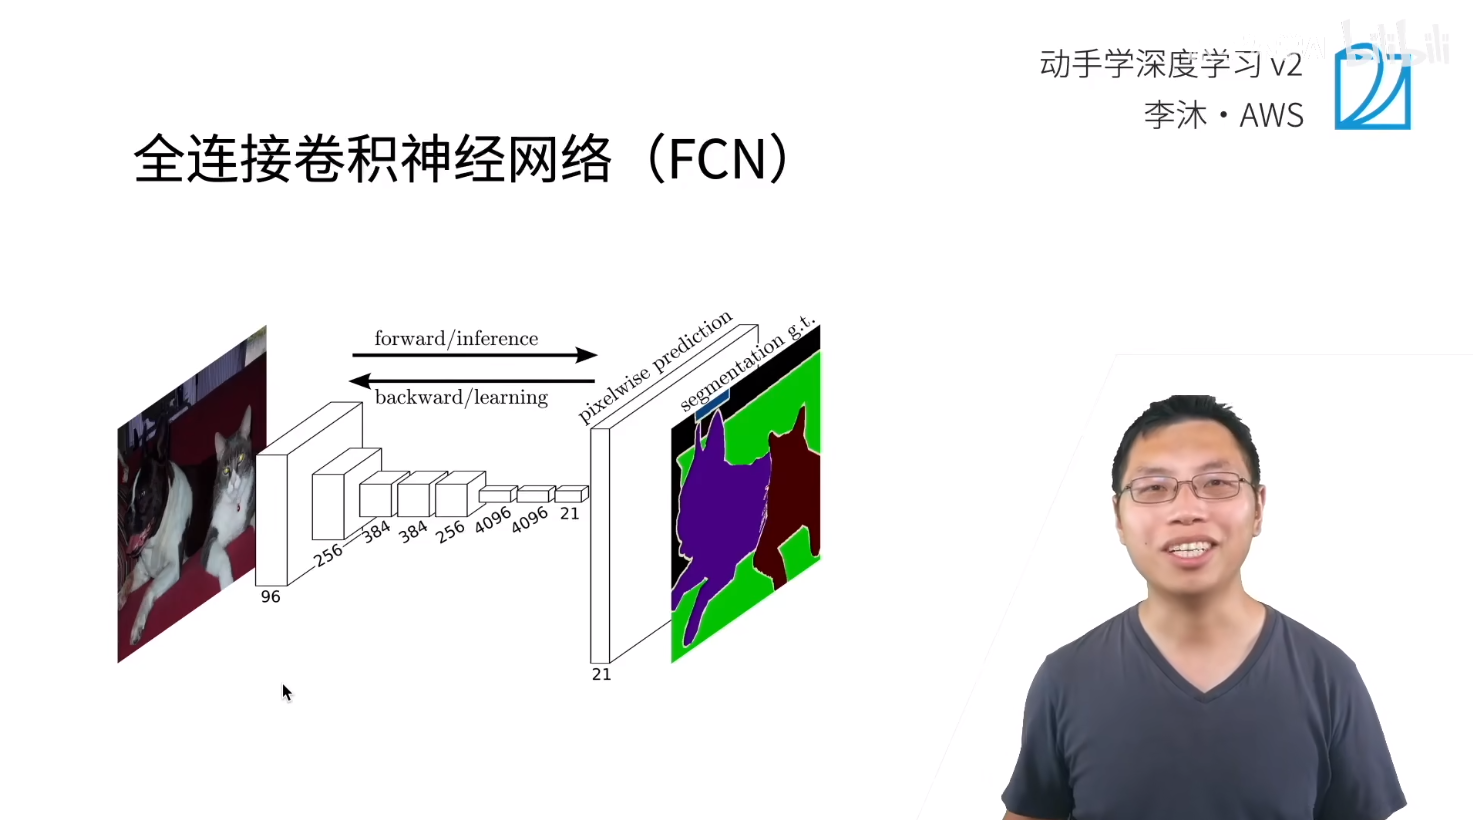 动手学深度学习 v2
李沐・AWS
bilibili
全连接卷积神经网络（FCN）
forward/inference
backward/learning
pixelwise prediction
segmentation g.t.
96
256
384
384
256
4096
4096
21
21